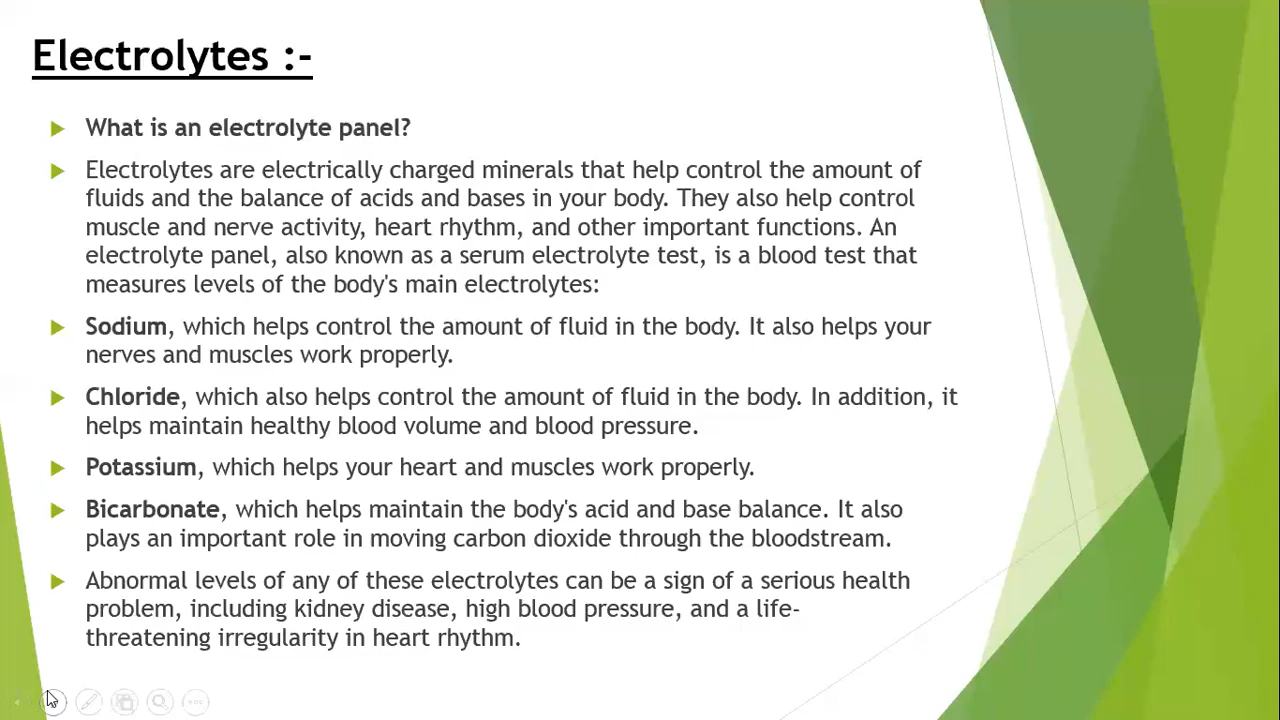 Electrolytes :-
What is an electrolyte panel?
Electrolytes are electrically charged minerals that help control the amount of
fluids and the balance of acids and bases in your body. They also help control
muscle and nerve activity, heart rhythm, and other important functions. An
electrolyte panel, also known as a serum electrolyte test, is a blood test that
measures levels of the body's main electrolytes:
Sodium, which helps control the amount of fluid in the body. It also helps your
nerves and muscles work properly.
Chloride, which also helps control the amount of fluid in the body. In addition, it
helps maintain healthy blood volume and blood pressure.
Potassium, which helps your heart and muscles work properly.
Bicarbonate, which helps maintain the body's acid and base balance. It also
plays an important role in moving carbon dioxide through the bloodstream.
Abnormal levels of any of these electrolytes can be a sign of a serious health
problem, including kidney disease, high blood pressure, and a life-
threatening irregularity in heart rhythm.